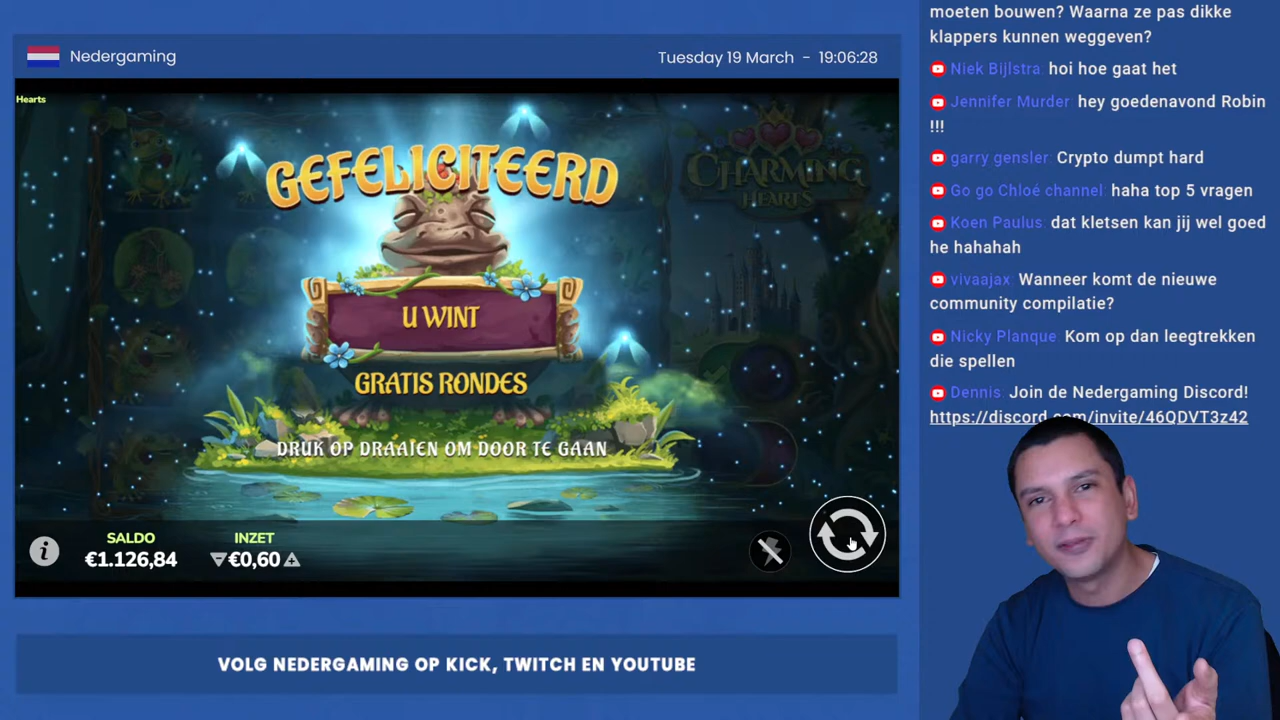 Nedergaming
Tuesday 19 March - 19:06:28
Hearts
GEFELICITEERD
CHARMING
HEARTS
U WINT
GRATIS RONDES
DRUK OP DRAAIEN OM DOOR TE GAAN
SALDO
€1.126,84
INZET
€0,60
VOLG NEDERGAMING OP KICK, TWITCH EN YOUTUBE
moeten bouwen? Waarna ze pas dikke
klappers kunnen weggeven?
Niek Bijlstra: hoi hoe gaat het
Jennifer Murder: hey goedenavond Robin
!!!
garry gensler: Crypto dumpt hard
Go go Chloé channel: haha top 5 vragen
Koen Paulus: dat kletsen kan jij wel goed
he hahahah
vivaajax: Wanneer komt de nieuwe
community compilatie?
Nicky Planque: Kom op dan leegtrekken
die spellen
Dennis: Join de Nedergaming Discord!
https://discord.com/invite/46QDVT3z42